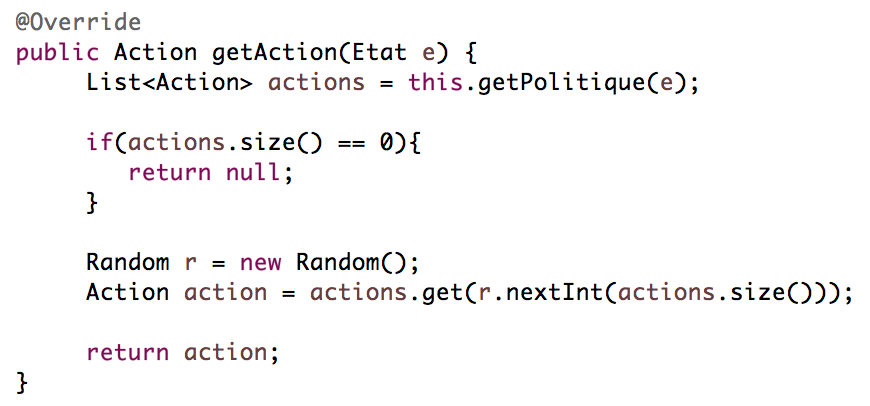 @Override
public Action getAction(Etat e) {
List<Action> actions = this.getPolitique(e);
if(actions.size() == 0){
return null;
}
Random r = new Random();
Action action = actions.get(r.nextInt(actions.size()));
return action;
}